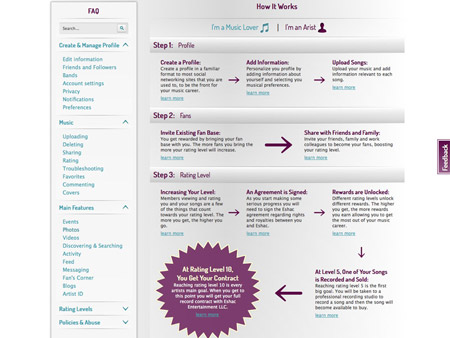 FAQ
Search...
Create & Manage Profile
Edit information
Friends and Followers
Bands
Account settings
Privacy
Notifications
Preferences
Music
Uploading
Deleting
Sharing
Rating
Troubleshooting
Favorites
Commenting
Covers
Main Features
Events
Photos
Videos
Discovering & Searching
Activity
Feed
Messaging
Fan's Corner
Blogs
Artist ID
Rating Levels
Policies & Abuse
How It Works
I'm a Music Lover | I'm an Arist
Step 1: Profile
Create a Profile:
Create a profile in a familiar
format to most social
networking sites that you
are used to, to be the front
for your music career.
learn more
Add Information:
Personalize your profile by
adding information about
yourself and selecting you
musical preferences.
learn more
Upload Songs:
Upload your music and add
information relevant to each
song.
learn more
Step 2: Fans
Invite Existing Fan Base:
You get rewarded by bringing your fan
base with you. The more fans you bring the
more your rating level will increase.
learn more
Share with Friends and Family:
Have your friends, family and work
colleagues to become your fans, boosting
your rating level.
learn more
Step 3: Rating Level
Increasing Your Level:
Members viewing and rating
you and your songs are a few
of the things that count
towards your rating level. The
more you get, the higher you
go.
learn more
An Agreement is Signed:
As you start making some
serious progress you will
need to sign an Eshac
agreement regarding rights
and royalties between you
and Eshac.
learn more
Rewards are Unlocked:
Different rating levels unlock
different rewards. The higher
you get, the more rewards
you earn allowing you to get
the most out of your music
career.
learn more
At Level 5, One of Your Songs
is Recorded and Sold:
Reaching rating level 5 is the first
big goal. You will be taken to a
professional recording studio to
record a song and then the song will
become available to buy.
learn more
At Rating Level 10,
You Get Your Contract
Reaching rating level 10 is every
artists main goal. When you get to
this point you will get your full
record contract with Eshac
Entertainment LLC.
learn more
Feedback